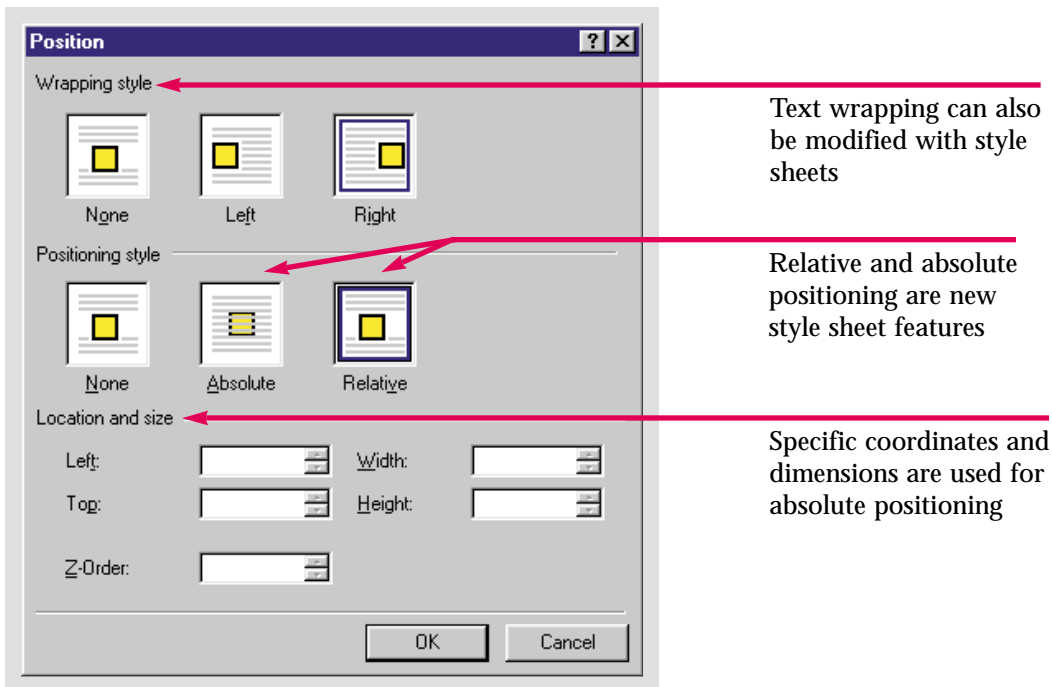 Position
Wrapping style
None Left Right
Positioning style
None Absolute Relative
Location and size
Left: Width:
Top: Height:
Z-Order:
OK Cancel
Text wrapping can also
be modified with style
sheets
Relative and absolute
positioning are new
style sheet features
Specific coordinates and
dimensions are used for
absolute positioning